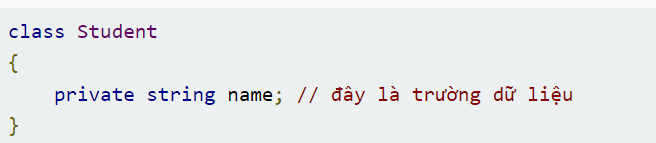 class Student
{
    private string name; // đây là trường dữ liệu
}